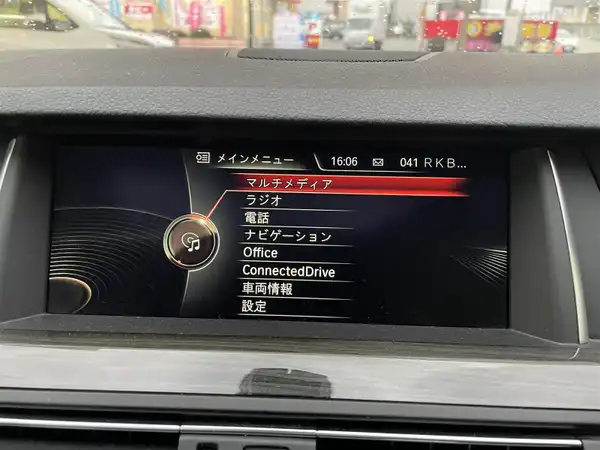 メインメニュー 16:06 041 RKB...
マルチメディア
ラジオ
電話
ナビゲーション
Office
ConnectedDrive
車両情報
設定